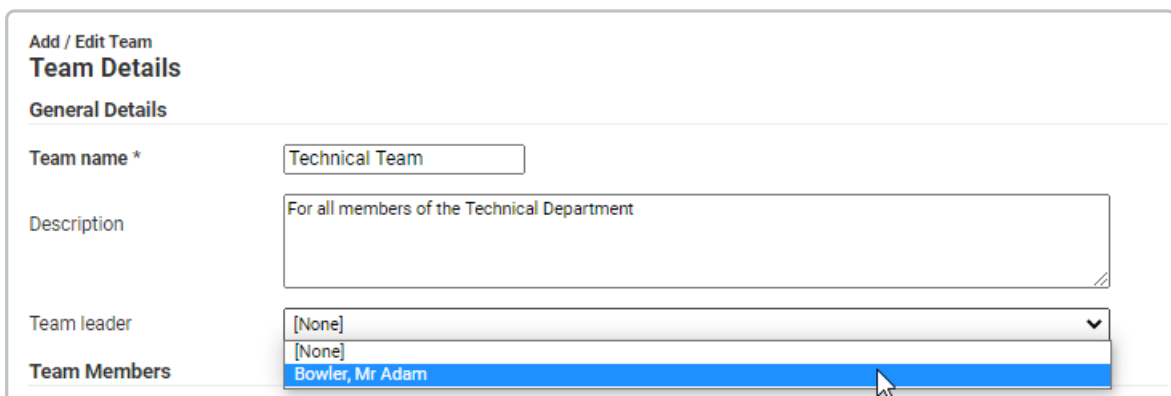 Add / Edit Team
Team Details
General Details
Team name *
Technical Team
Description
For all members of the Technical Department
Team leader
[None]
[None]
Team Members
Bowler, Mr Adam